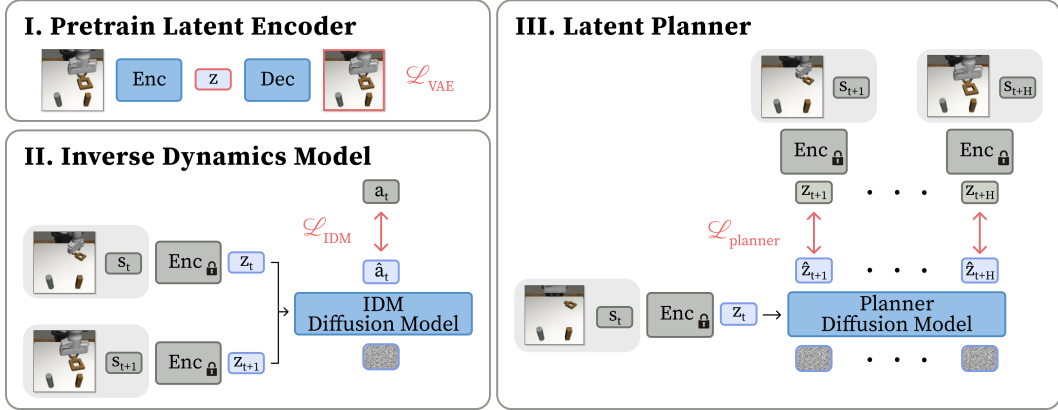 I. Pretrain Latent Encoder
Enc z Dec ℒVAE
II. Inverse Dynamics Model
aₜ
ℒIDM
sₜ Enc zₜ âₜ
IDM
Diffusion Model
sₜ₊₁ Enc zₜ₊₁
III. Latent Planner
sₜ₊₁ sₜ₊H
Enc Enc
zₜ₊₁ · · · zₜ₊H
ℒplanner
ẑₜ₊₁ · · · ẑₜ₊H
sₜ Enc zₜ
Planner
Diffusion Model
· · ·